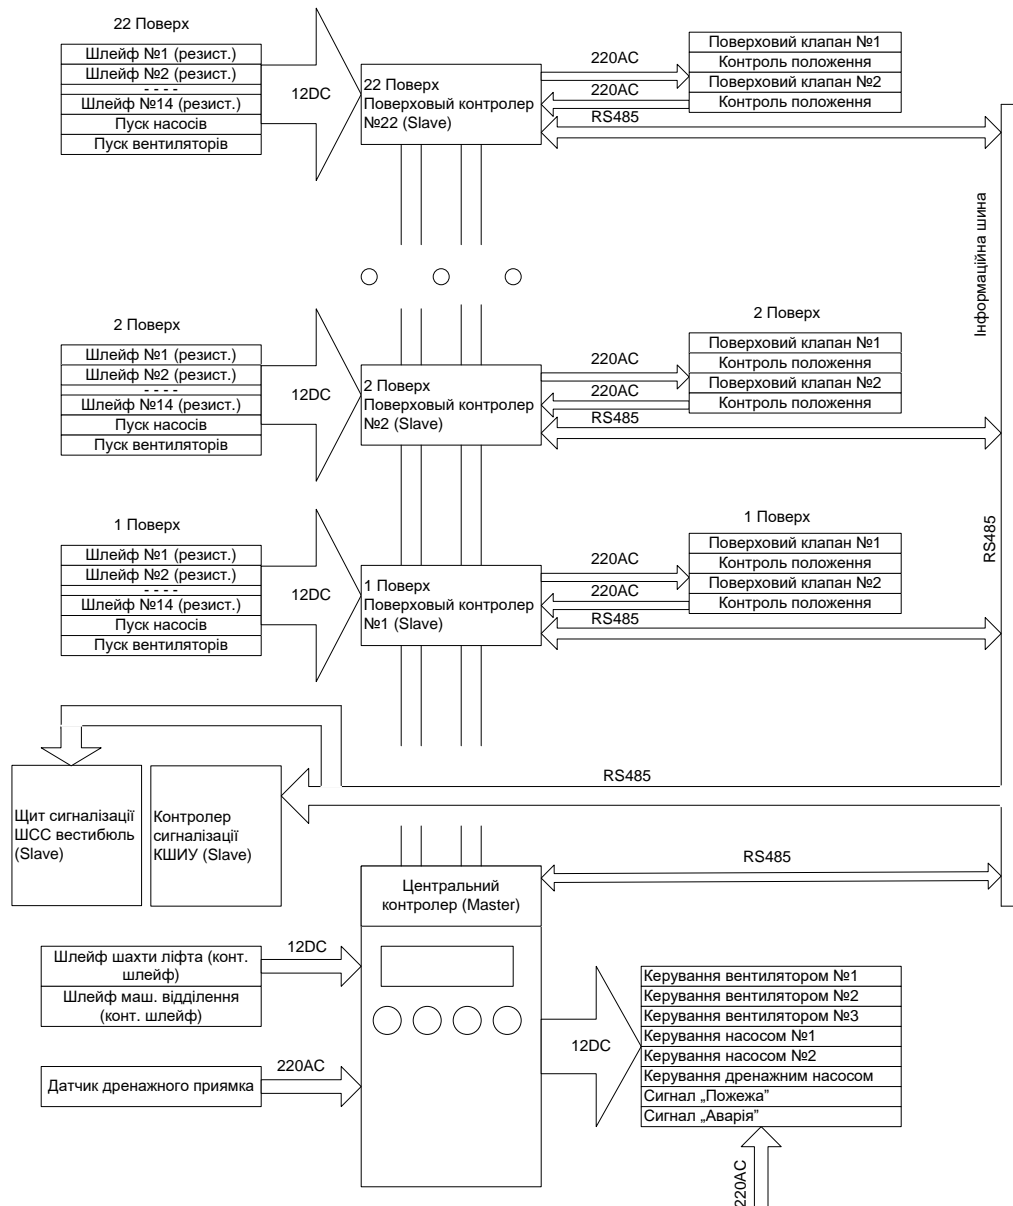 22 Поверх
Шлейф №1 (резист.)
Шлейф №2 (резист.)
- - - -
Шлейф №14 (резист.)
Пуск насосів
Пуск вентиляторів
12DC
22 Поверх
Поверховый контролер
№22 (Slave)
220AC
220AC
RS485
Поверховий клапан №1
Контроль положення
Поверховий клапан №2
Контроль положення
Інформаційна шина
2 Поверх
Шлейф №1 (резист.)
Шлейф №2 (резист.)
- - - -
Шлейф №14 (резист.)
Пуск насосів
Пуск вентиляторів
12DC
2 Поверх
Поверховый контролер
№2 (Slave)
220AC
220AC
RS485
2 Поверх
Поверховий клапан №1
Контроль положення
Поверховий клапан №2
Контроль положення
RS485
1 Поверх
Шлейф №1 (резист.)
Шлейф №2 (резист.)
- - - -
Шлейф №14 (резист.)
Пуск насосів
Пуск вентиляторів
12DC
1 Поверх
Поверховый контролер
№1 (Slave)
220AC
220AC
RS485
1 Поверх
Поверховий клапан №1
Контроль положення
Поверховий клапан №2
Контроль положення
RS485
Щит сигналізації
ШСС вестибюль
(Slave)
Контролер
сигналізації
КШИУ (Slave)
Центральний
контролер (Master)
RS485
Шлейф шахти ліфта (конт.
шлейф)
Шлейф маш. відділення
(конт. шлейф)
12DC
Датчик дренажного приямка
220AC
12DC
Керування вентилятором №1
Керування вентилятором №2
Керування вентилятором №3
Керування насосом №1
Керування насосом №2
Керування дренажним насосом
Сигнал „Пожежа”
Сигнал „Аварія”
220AC